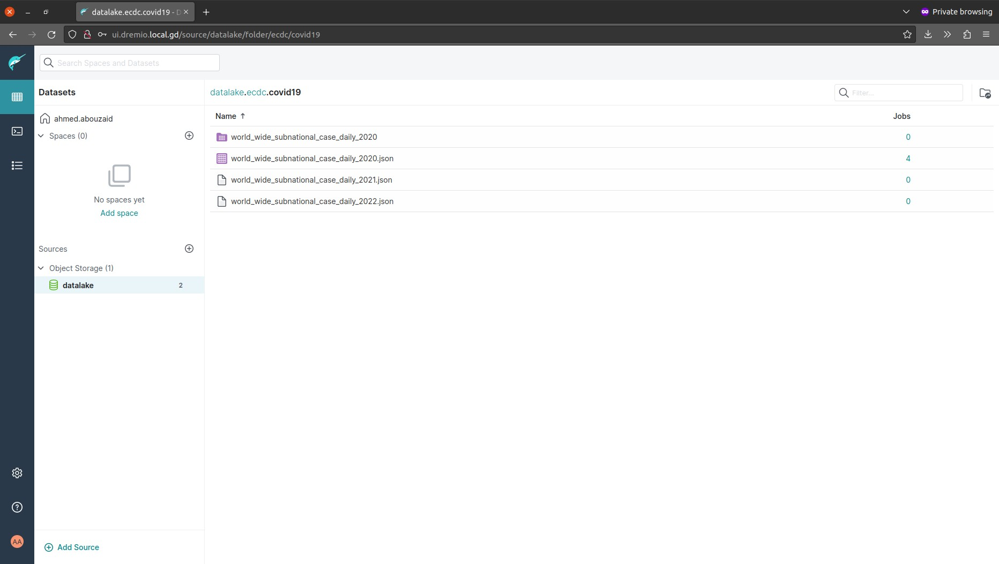 datalake.ecdc.covid19 - D
Private browsing
ui.dremio.local.gd/source/datalake/folder/ecdc/covid19
Search Spaces and Datasets
Datasets
datalake.ecdc.covid19
Filter...
ahmed.abouzaid
Spaces (0)
No spaces yet
Add space
Sources
Object Storage (1)
datalake 2
Name Jobs
world_wide_subnational_case_daily_2020 0
world_wide_subnational_case_daily_2020.json 4
world_wide_subnational_case_daily_2021.json 0
world_wide_subnational_case_daily_2022.json 0
AA
Add Source